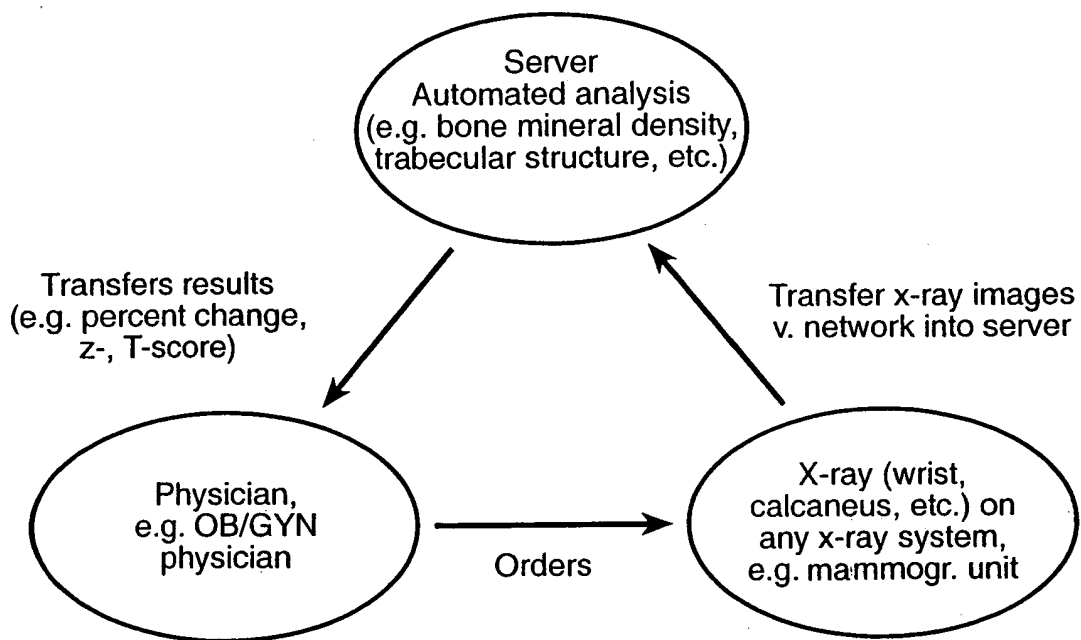 Server
Automated analysis
(e.g. bone mineral density,
trabecular structure, etc.)
Transfers results
(e.g. percent change,
z-, T-score)
Transfer x-ray images
v. network into server
Physician,
e.g. OB/GYN
physician
Orders
X-ray (wrist,
calcaneus, etc.) on
any x-ray system,
e.g. mammogr. unit